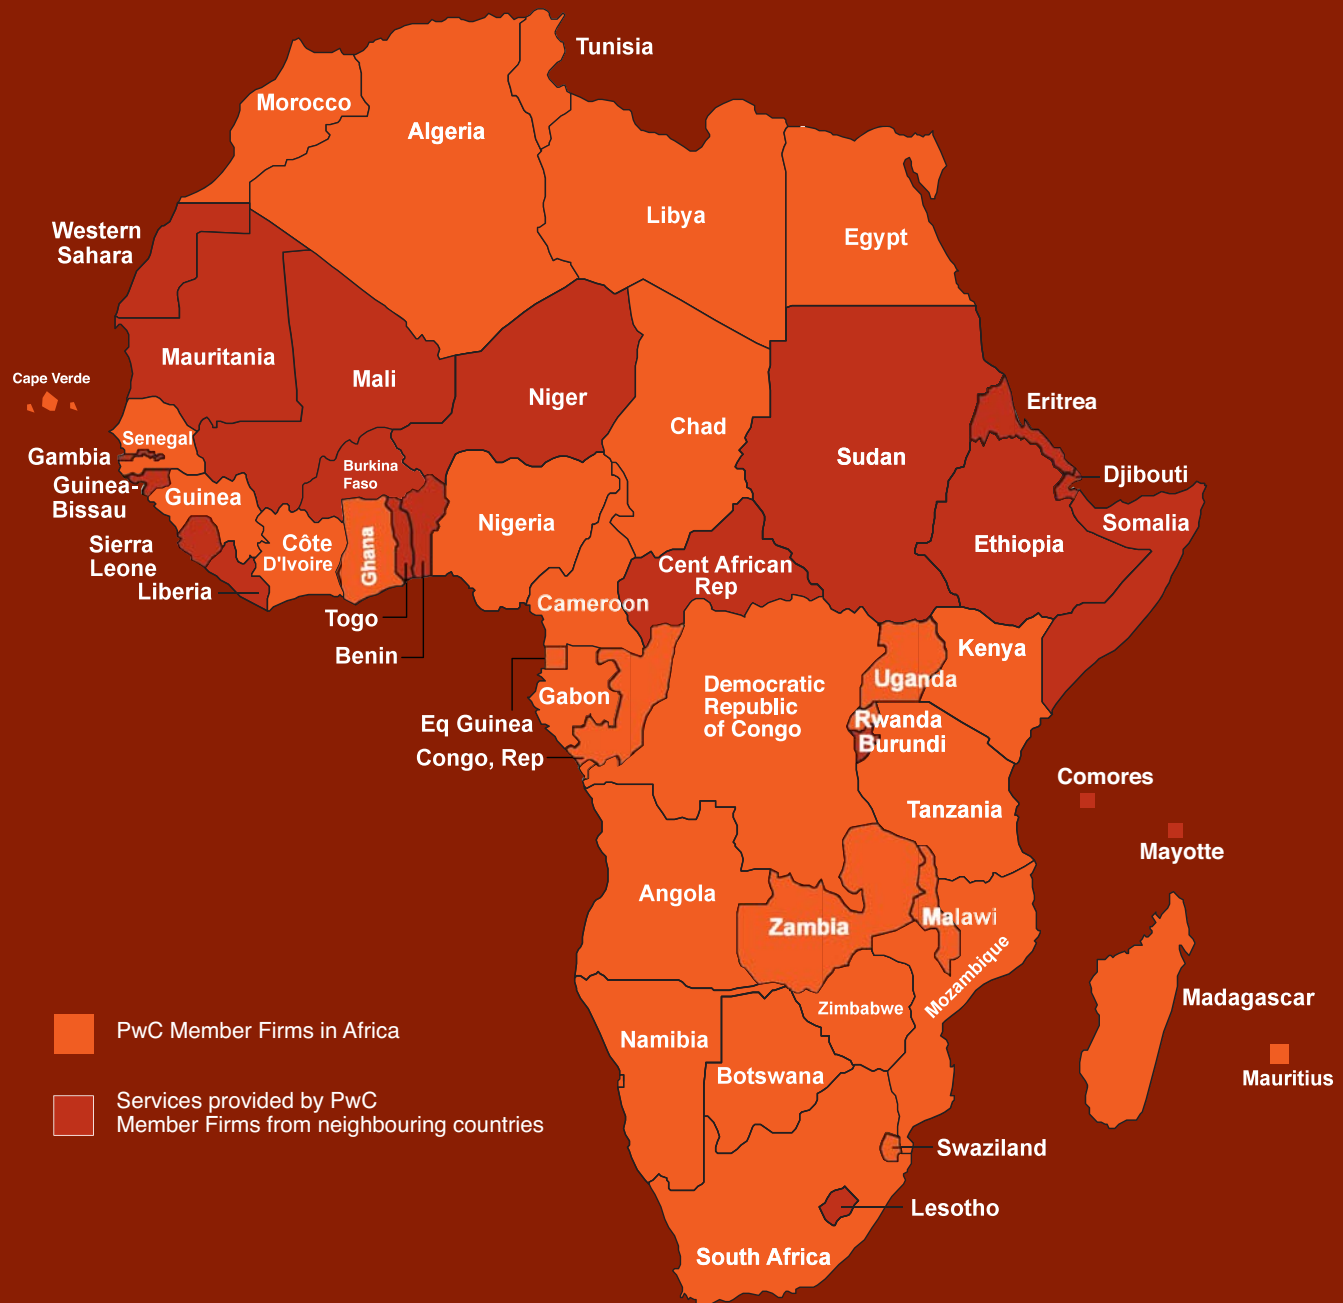 Tunisia
Morocco
Algeria
Libya
Egypt
Western
Sahara
Mauritania
Mali
Niger
Chad
Sudan
Eritrea
Cape Verde
Senegal
Gambia
Guinea-
Bissau
Guinea
Burkina
Faso
Djibouti
Somalia
Ethiopia
Sierra
Leone
Liberia
Côte
D'Ivoire
Ghana
Nigeria
Togo
Benin
Cent African
Rep
Cameroon
Kenya
Uganda
Gabon
Eq Guinea
Congo, Rep
Democratic
Republic
of Congo
Rwanda
Burundi
Tanzania
Comores
Mayotte
Angola
Zambia
Malawi
Mozambique
Zimbabwe
Madagascar
Mauritius
Namibia
Botswana
Swaziland
Lesotho
South Africa
PwC Member Firms in Africa
Services provided by PwC
Member Firms from neighbouring countries